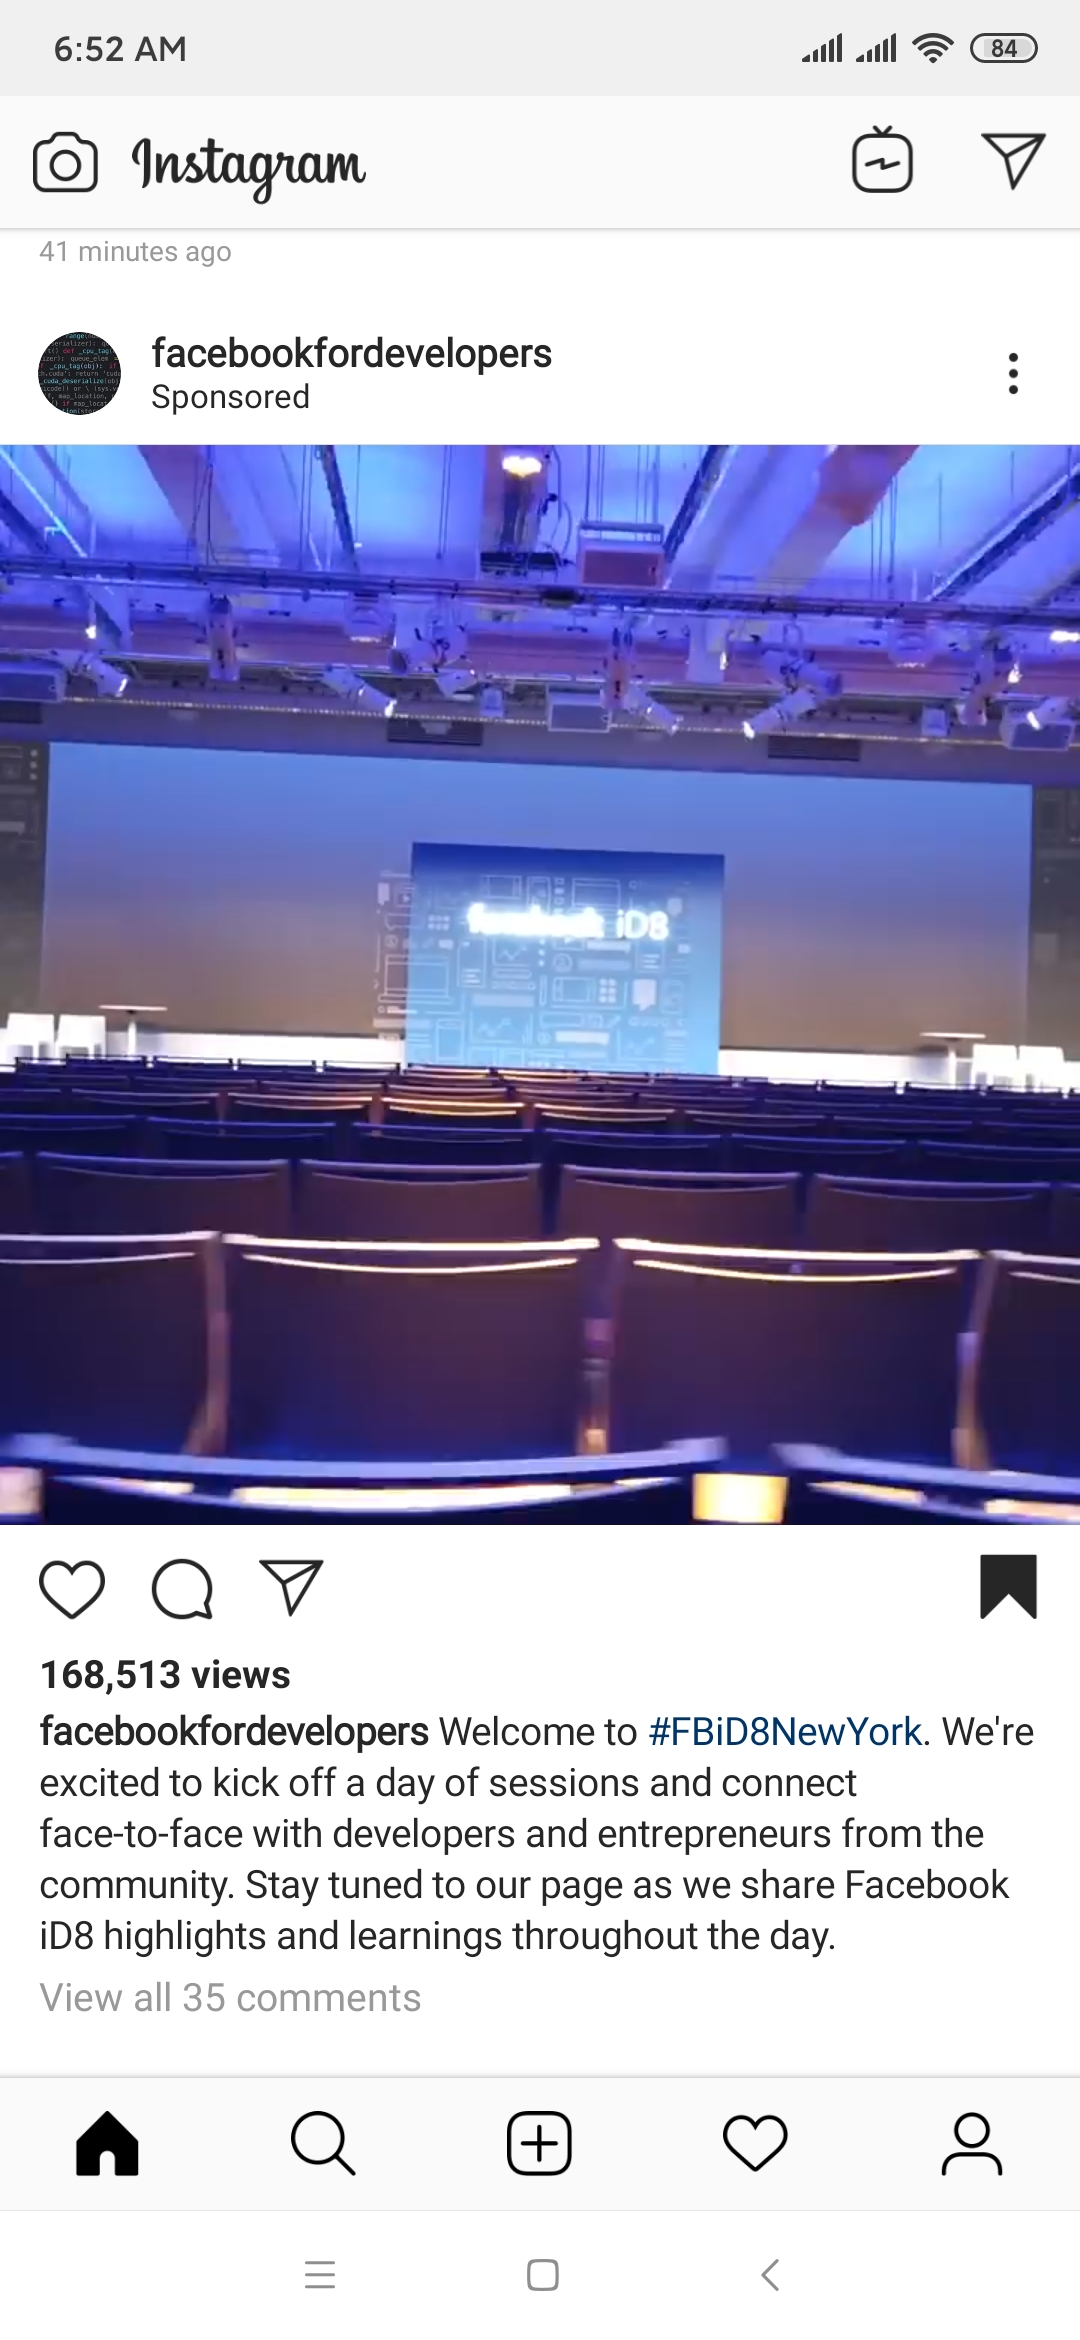 6:52 AM
84
Instagram
41 minutes ago
facebookfordevelopers
Sponsored
facebook iD8
168,513 views
facebookfordevelopers Welcome to #FBiD8NewYork. We're
excited to kick off a day of sessions and connect
face-to-face with developers and entrepreneurs from the
community. Stay tuned to our page as we share Facebook
iD8 highlights and learnings throughout the day.
View all 35 comments